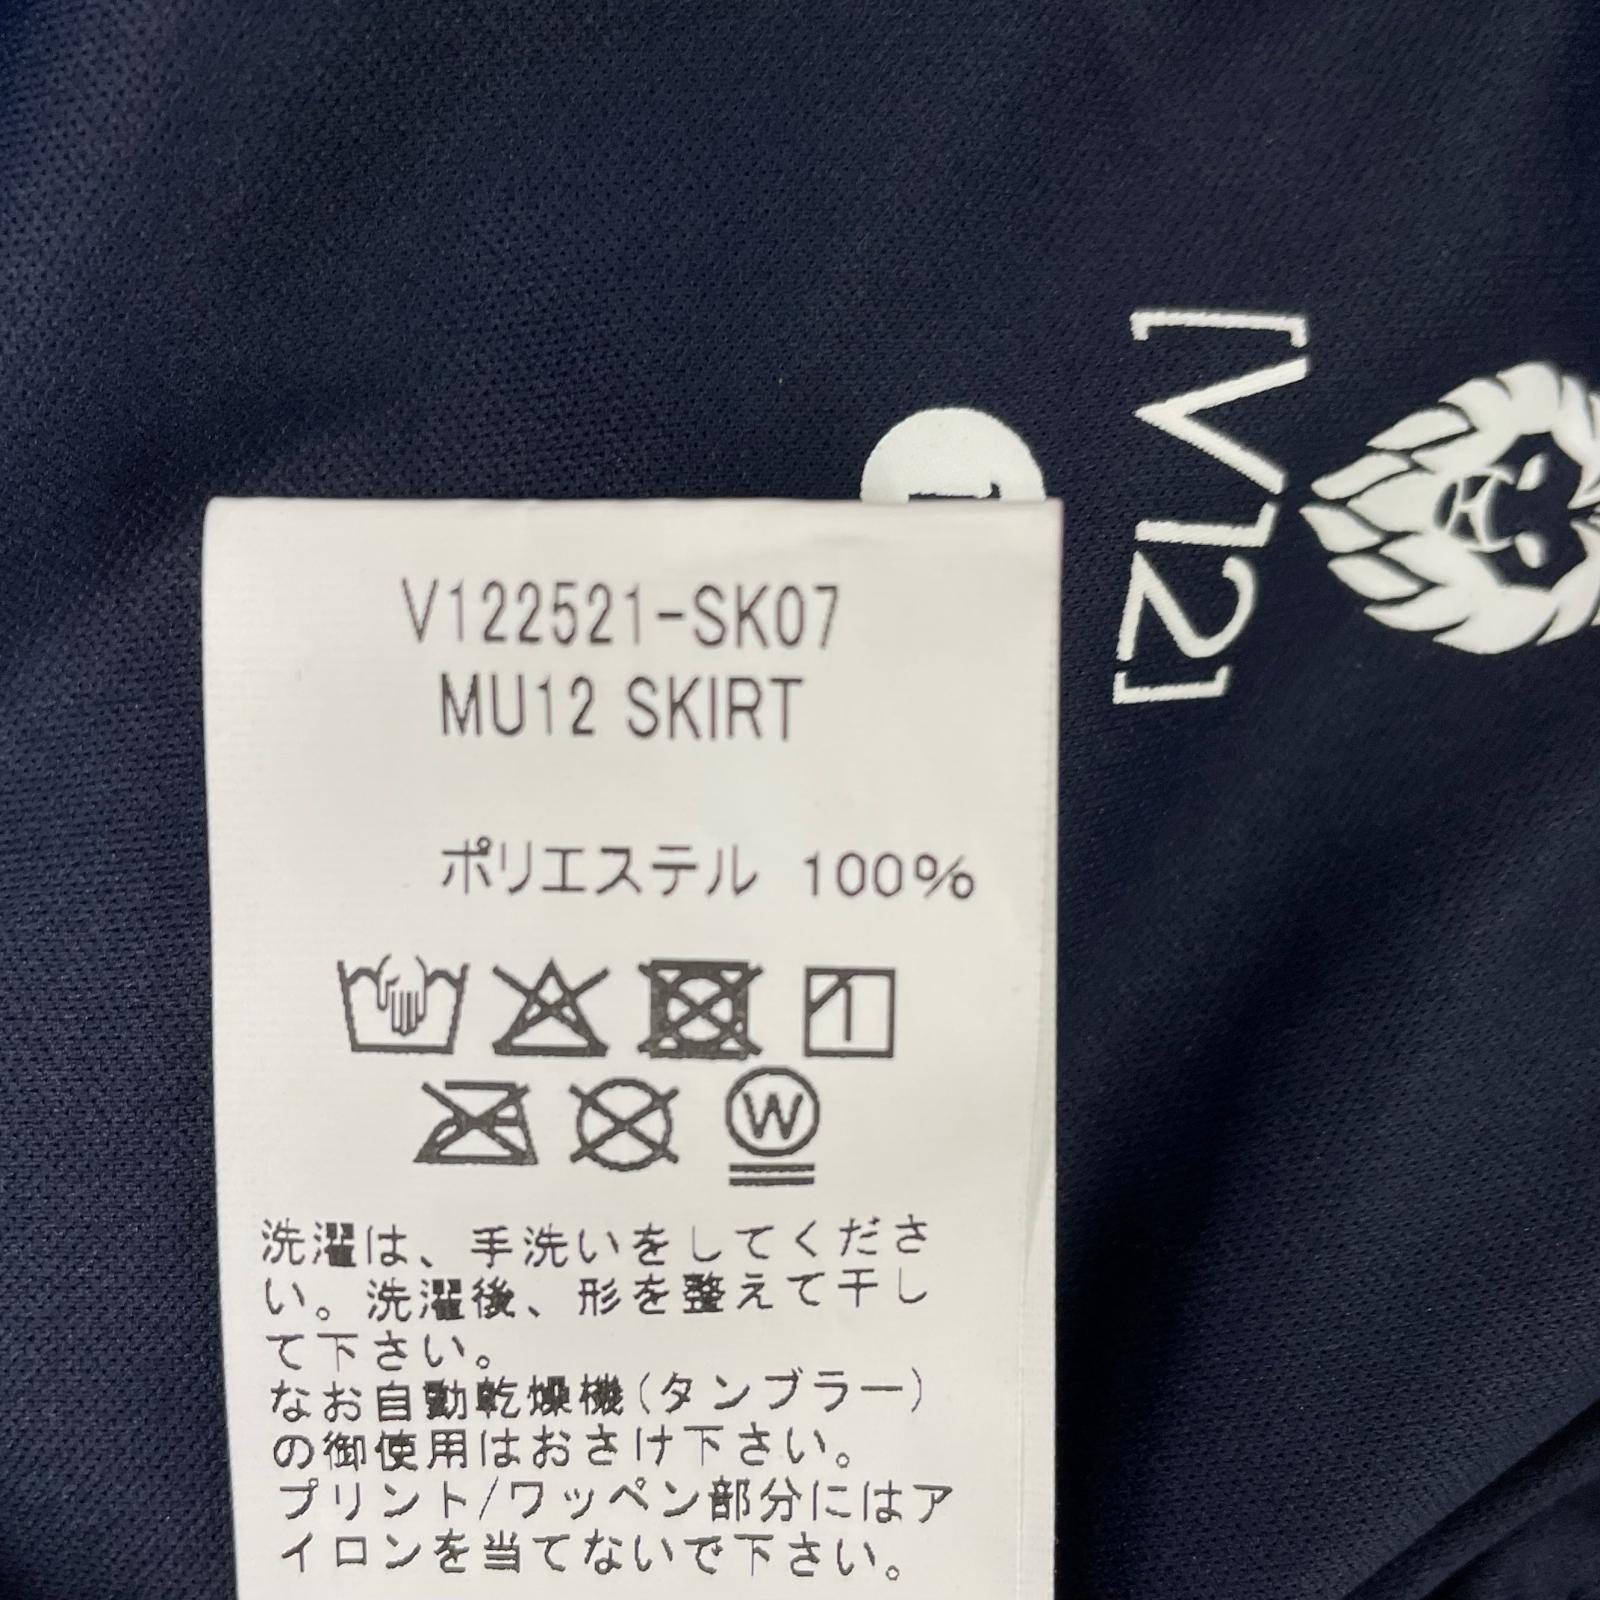 [V12]
1
V122521-SK07
MU12 SKIRT
ポリエステル 100%
W
洗濯は、手洗いをしてくださ
い。洗濯後、形を整えて干し
て下さい。
なお自動乾燥機(タンブラー)
の御使用はおさけ下さい。
プリント/ワッペン部分にはア
イロンを当てないで下さい。